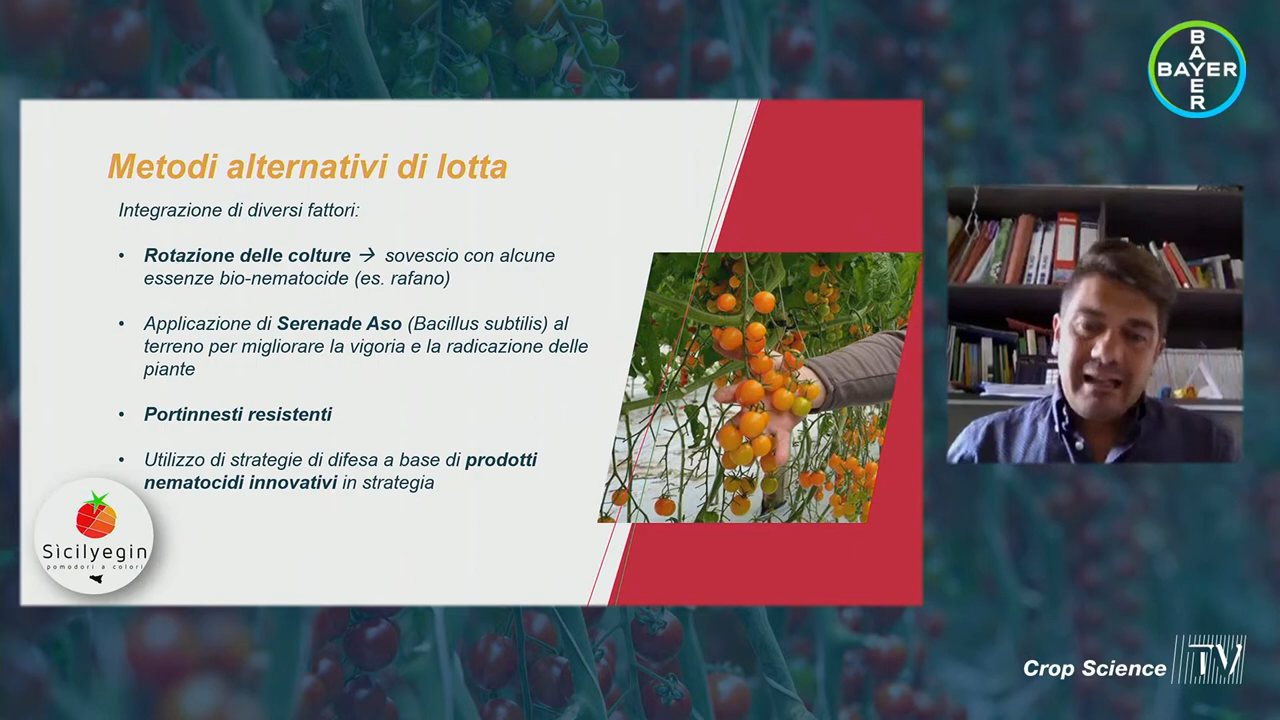 BAYER
BAYER
Metodi alternativi di lotta
Integrazione di diversi fattori:
• Rotazione delle colture → sovescio con alcune
essenze bio-nematocide (es. rafano)
• Applicazione di Serenade Aso (Bacillus subtilis) al
terreno per migliorare la vigoria e la radicazione delle
piante
• Portinnesti resistenti
• Utilizzo di strategie di difesa a base di prodotti
nematocidi innovativi in strategia
Sìcilyegin
pomodori a colori
Crop Science TV